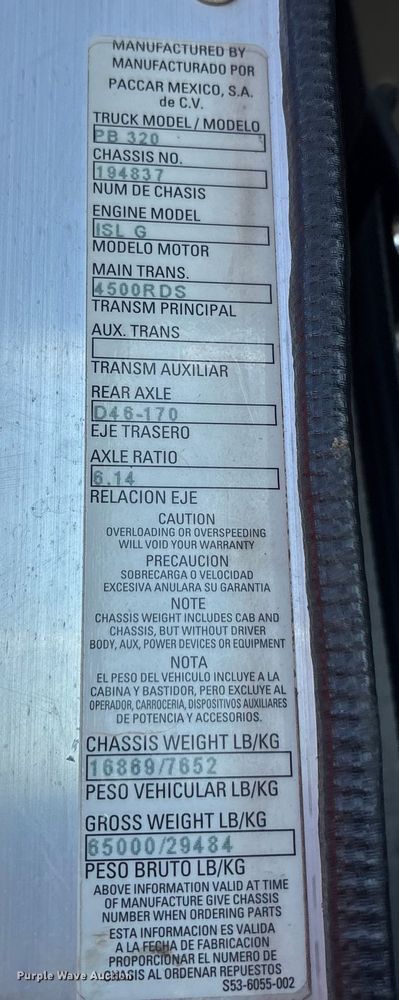 MANUFACTURED BY
MANUFACTURADO POR
PACCAR MEXICO, S.A.
de C.V.
TRUCK MODEL / MODELO
PB 320
CHASSIS NO.
194837
NUM DE CHASIS
ENGINE MODEL
ISL G
MODELO MOTOR
MAIN TRANS.
4500RDS
TRANSM PRINCIPAL
AUX. TRANS
TRANSM AUXILIAR
REAR AXLE
D46-170
EJE TRASERO
AXLE RATIO
6.14
RELACION EJE
CAUTION
OVERLOADING OR OVERSPEEDING
WILL VOID YOUR WARRANTY
PRECAUCION
SOBRECARGA O VELOCIDAD
EXCESIVA ANULARA SU GARANTIA
NOTE
CHASSIS WEIGHT INCLUDES CAB AND
CHASSIS, BUT WITHOUT DRIVER
BODY, AUX, POWER DEVICES OR EQUIPMENT
NOTA
EL PESO DEL VEHICULO INCLUYE A LA
CABINA Y BASTIDOR, PERO EXCLUYE AL
OPERADOR, CARROCERIA, DISPOSITIVOS AUXILIARES
DE POTENCIA Y ACCESORIOS.
CHASSIS WEIGHT LB/KG
16869/7652
PESO VEHICULAR LB/KG
GROSS WEIGHT LB/KG
65000/29484
PESO BRUTO LB/KG
ABOVE INFORMATION VALID AT TIME
OF MANUFACTURE GIVE CHASSIS
NUMBER WHEN ORDERING PARTS
ESTA INFORMACION ES VALIDA
A LA FECHA DE FABRICACION
PROPORCIONAR EL NUMERO DE
CHASIS AL ORDENAR REPUESTOS
S53-6055-002
Purple Wave Auction